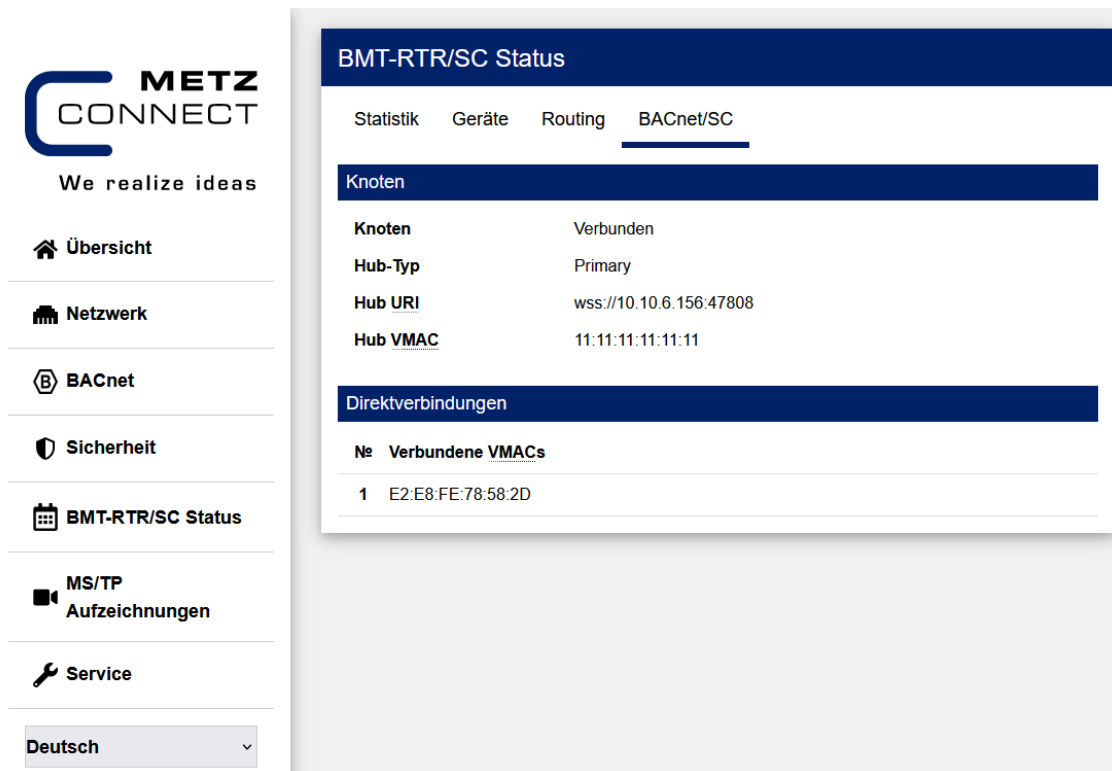 METZ
CONNECT
We realize ideas
Übersicht
Netzwerk
BACnet
Sicherheit
BMT-RTR/SC Status
MS/TP
Aufzeichnungen
Service
Deutsch
BMT-RTR/SC Status
Statistik Geräte Routing BACnet/SC
Knoten
Knoten Verbunden
Hub-Typ Primary
Hub URI wss://10.10.6.156:47808
Hub VMAC 11:11:11:11:11:11
Direktverbindungen
№ Verbundene VMACs
1 E2:E8:FE:78:58:2D